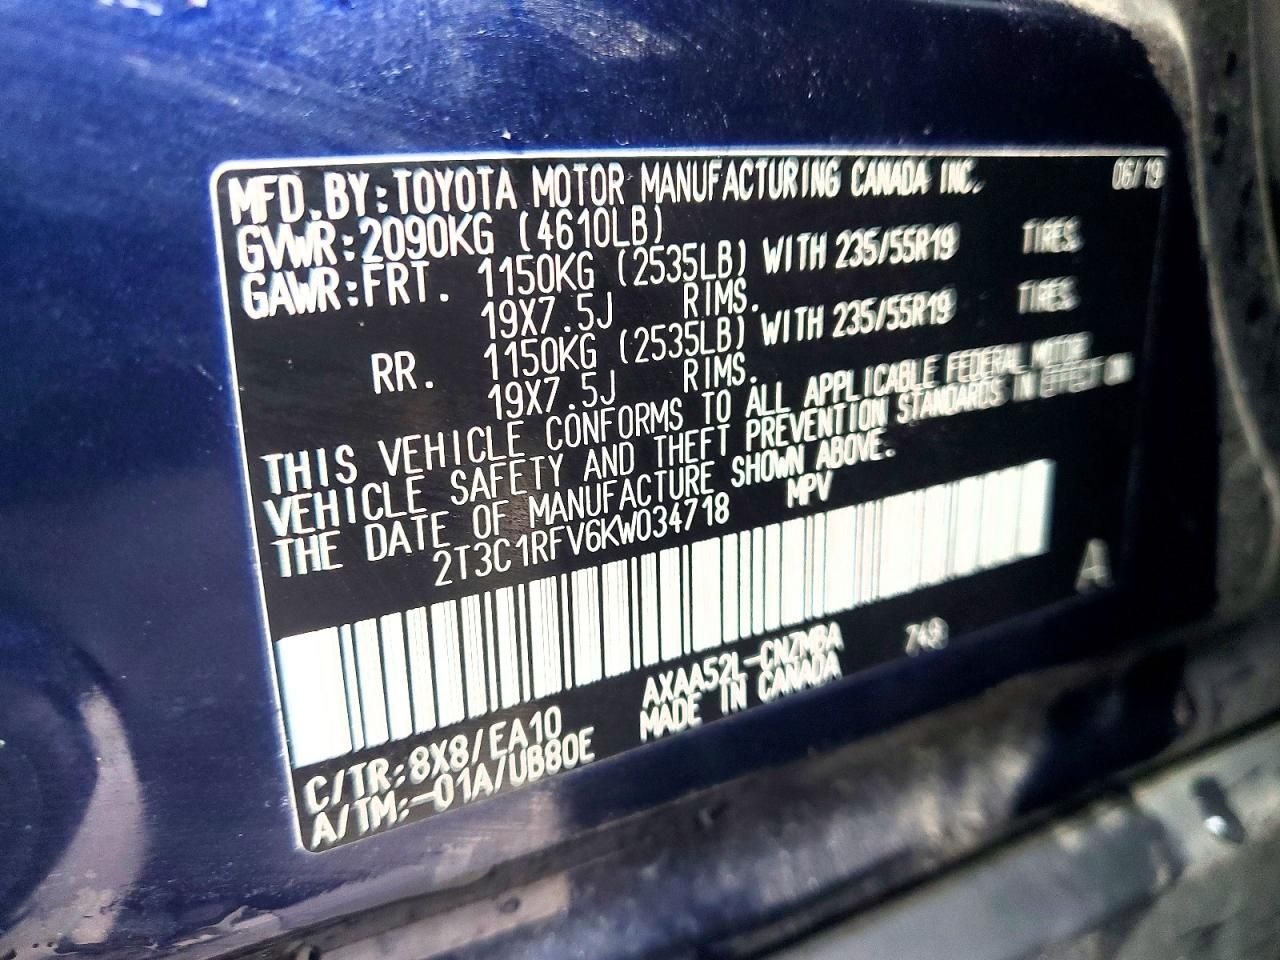 MFD.BY:TOYOTA MOTOR MANUFACTURING CANADA INC. 06/19
GVWR:2090KG (4610LB)
GAWR:FRT. 1150KG (2535LB) WITH 235/55R19 TIRES.
19X7.5J RIMS.
RR. 1150KG (2535LB) WITH 235/55R19 TIRES.
19X7.5J RIMS.
THIS VEHICLE CONFORMS TO ALL APPLICABLE FEDERAL MOTOR
VEHICLE SAFETY AND THEFT PREVENTION STANDARDS IN EFFECT ON
THE DATE OF MANUFACTURE SHOWN ABOVE.
2T3C1RFV6KW034718 MPV
A
C/TR:8X8/EA10 AXAA52L-CNZMBA 749
A/TM:-01A/UB80E MADE IN CANADA